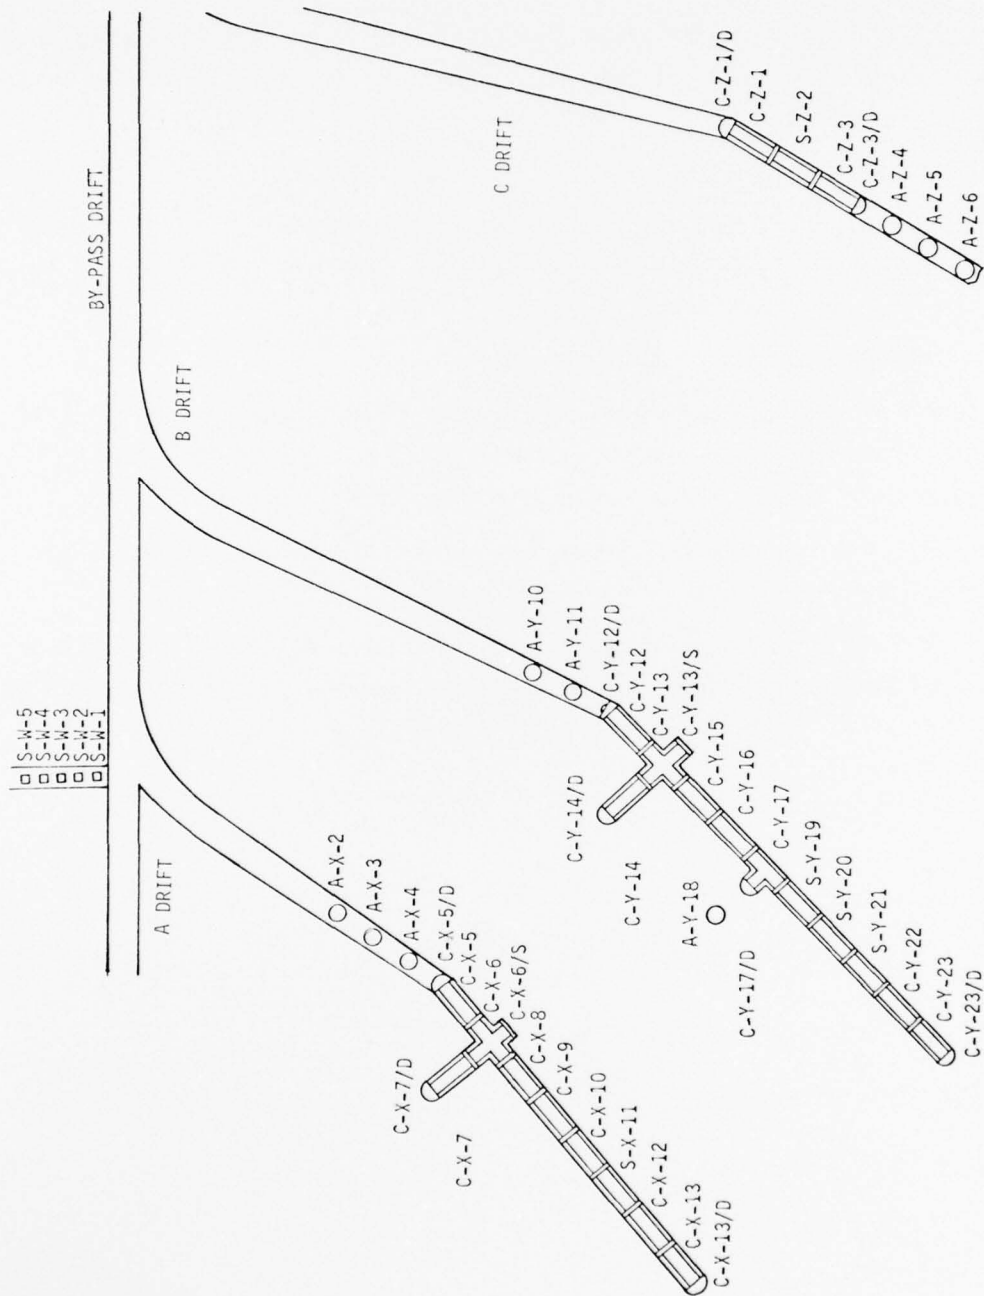 S-W-5
S-W-4
S-W-3
S-W-2
S-W-1
BY-PASS DRIFT
A DRIFT
B DRIFT
C DRIFT
A-X-2
A-X-3
A-X-4
C-X-5/D
C-X-5
C-X-6
C-X-6/S
C-X-7/D
C-X-7
C-X-8
C-X-9
C-X-10
S-X-11
C-X-12
C-X-13
C-X-13/D
A-Y-10
A-Y-11
C-Y-12/D
C-Y-12
C-Y-13
C-Y-13/S
C-Y-14/D
C-Y-14
C-Y-15
C-Y-16
C-Y-17
A-Y-18
C-Y-17/D
S-Y-19
S-Y-20
S-Y-21
C-Y-22
C-Y-23
C-Y-23/D
C-Z-1/D
C-Z-1
S-Z-2
C-Z-3
C-Z-3/D
A-Z-4
A-Z-5
A-Z-6